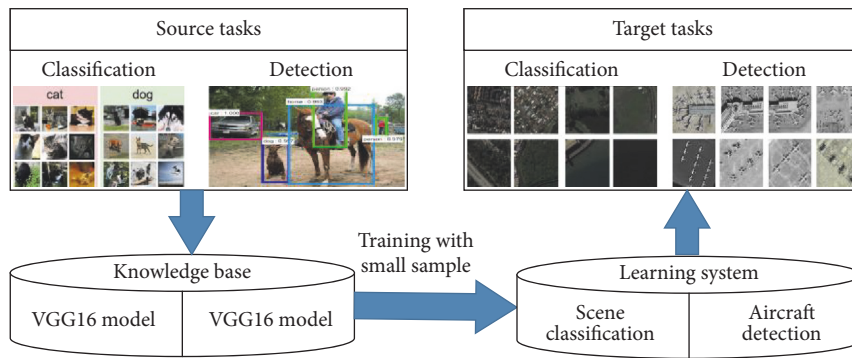 Source tasks
Classification
Detection
cat
dog
Target tasks
Classification
Detection
Training with
small sample
Knowledge base
VGG16 model
VGG16 model
Learning system
Scene
classification
Aircraft
detection